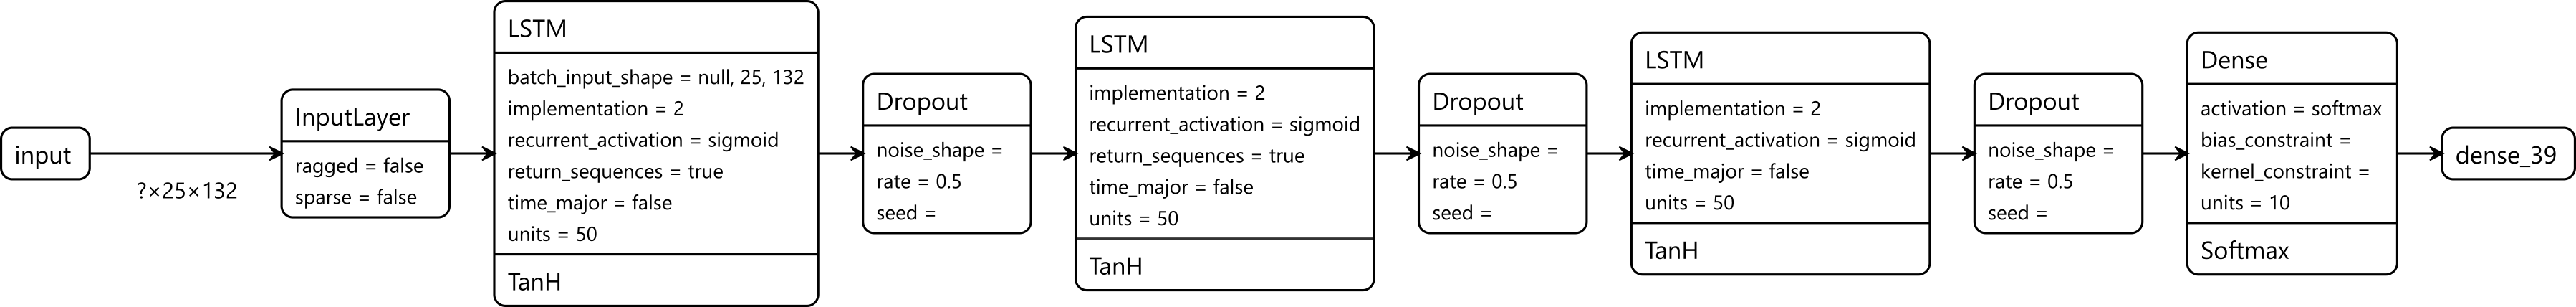 input
?×25×132
InputLayer
ragged = false
sparse = false
LSTM
batch_input_shape = null, 25, 132
implementation = 2
recurrent_activation = sigmoid
return_sequences = true
time_major = false
units = 50
TanH
Dropout
noise_shape =
rate = 0.5
seed =
LSTM
implementation = 2
recurrent_activation = sigmoid
return_sequences = true
time_major = false
units = 50
TanH
Dropout
noise_shape =
rate = 0.5
seed =
LSTM
implementation = 2
recurrent_activation = sigmoid
time_major = false
units = 50
TanH
Dropout
noise_shape =
rate = 0.5
seed =
Dense
activation = softmax
bias_constraint =
kernel_constraint =
units = 10
Softmax
dense_39